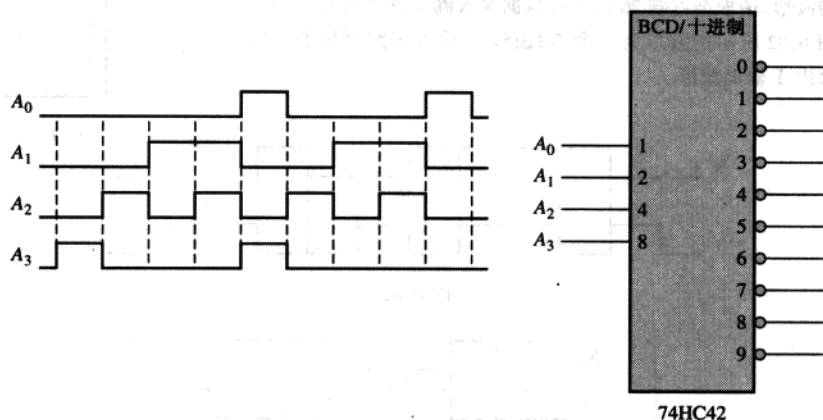 A₀
A₁
A₂
A₃
BCD/十进制
A₀ 1
A₁ 2
A₂ 4
A₃ 8
0
1
2
3
4
5
6
7
8
9
74HC42